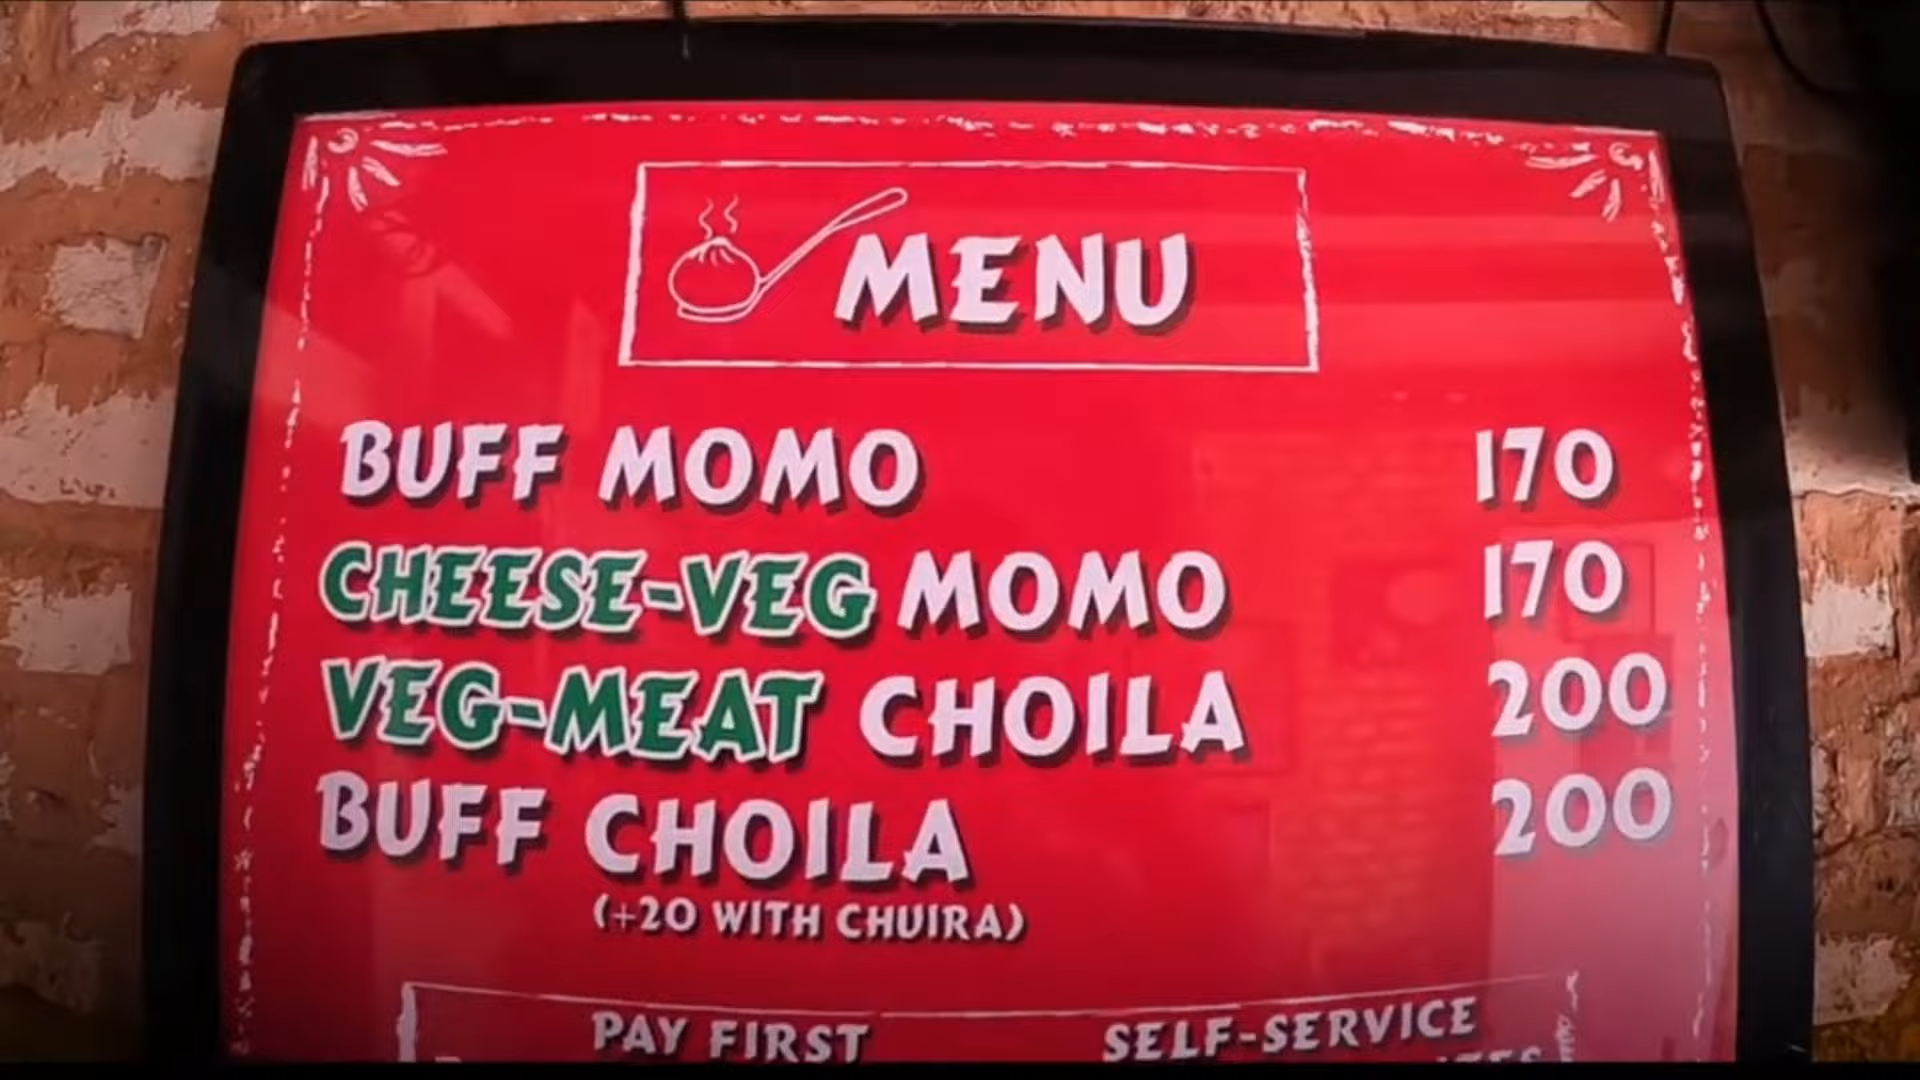 MENU
BUFF MOMO 170
CHEESE-VEG MOMO 170
VEG-MEAT CHOILA 200
BUFF CHOILA 200
(+20 WITH CHUIRA)
PAY FIRST SELF-SERVICE